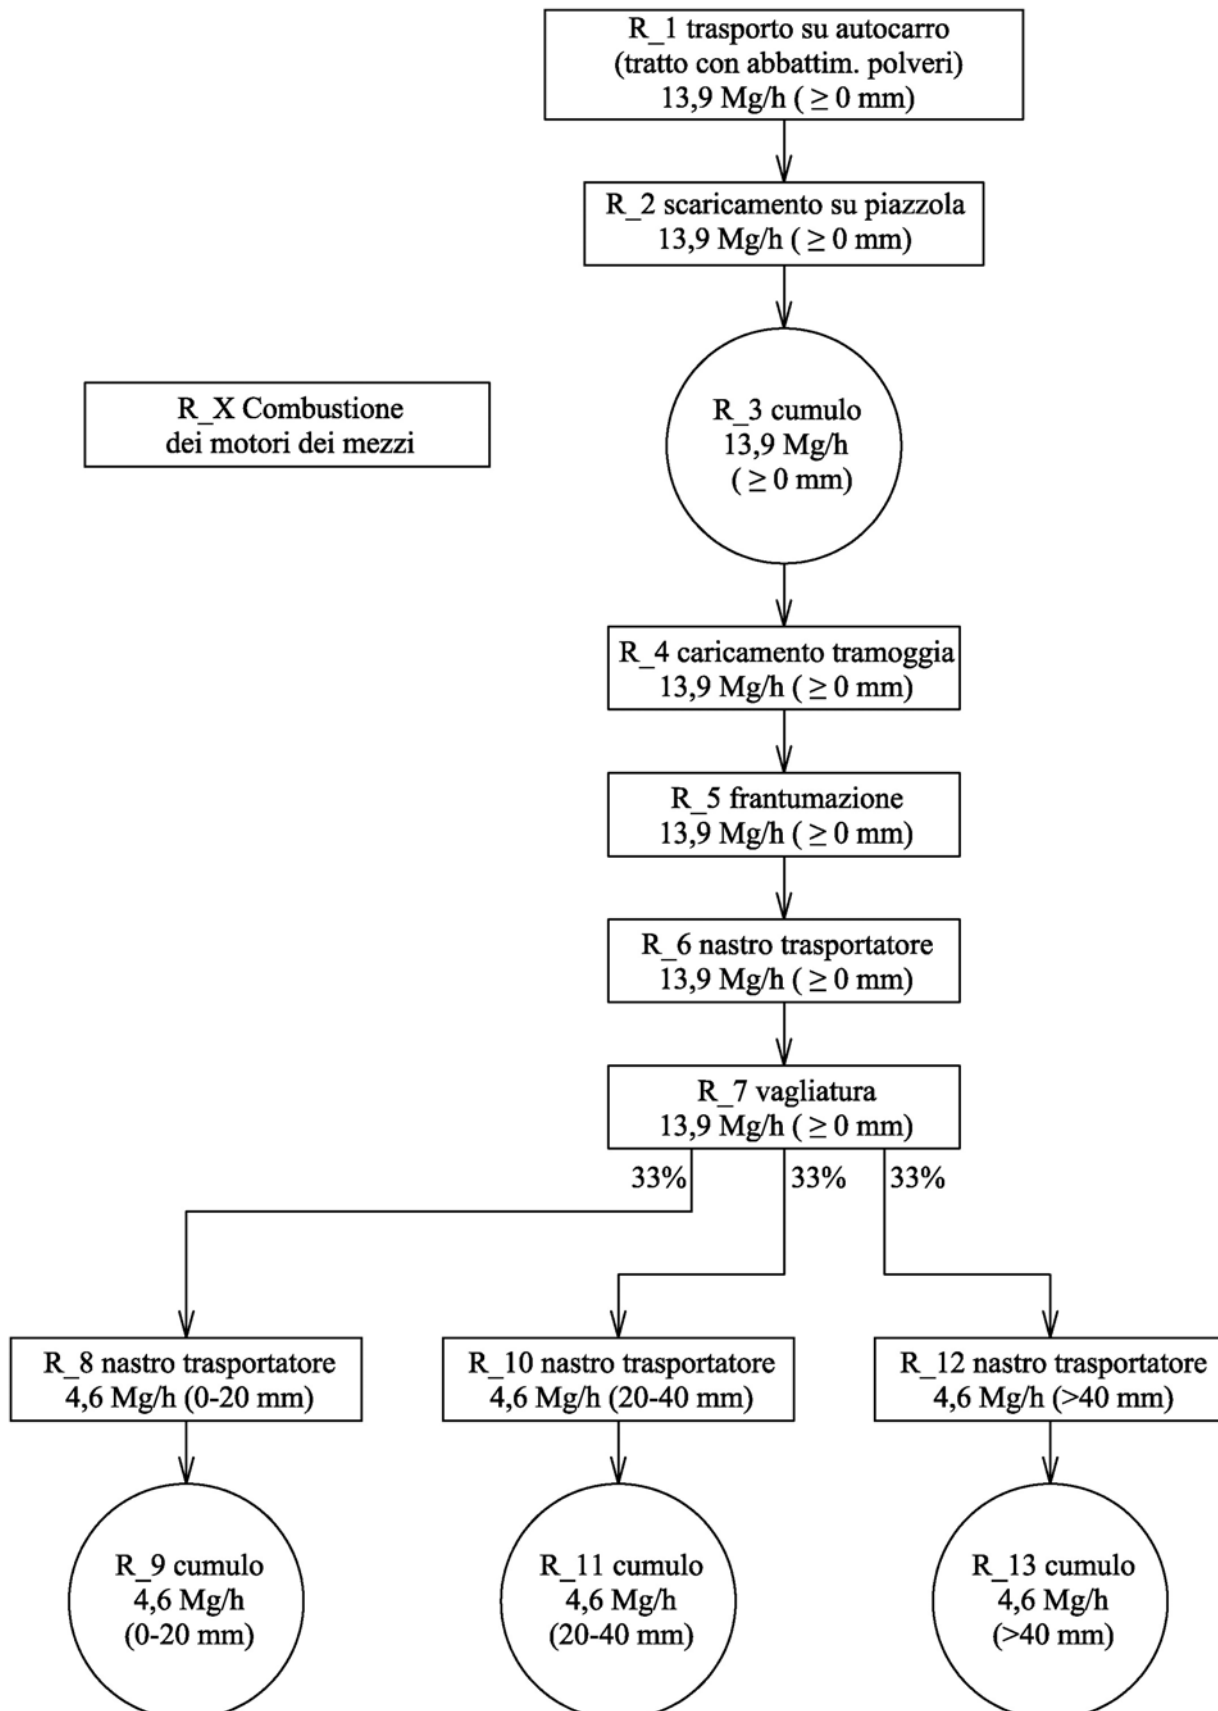 R_1 trasporto su autocarro
(tratto con abbattim. polveri)
13,9 Mg/h ( ≥ 0 mm)
R_2 scaricamento su piazzola
13,9 Mg/h ( ≥ 0 mm)
R_X Combustione
dei motori dei mezzi
R_3 cumulo
13,9 Mg/h
( ≥ 0 mm)
R_4 caricamento tramoggia
13,9 Mg/h ( ≥ 0 mm)
R_5 frantumazione
13,9 Mg/h ( ≥ 0 mm)
R_6 nastro trasportatore
13,9 Mg/h ( ≥ 0 mm)
R_7 vagliatura
13,9 Mg/h ( ≥ 0 mm)
33%
33%
33%
R_8 nastro trasportatore
4,6 Mg/h (0-20 mm)
R_10 nastro trasportatore
4,6 Mg/h (20-40 mm)
R_12 nastro trasportatore
4,6 Mg/h (>40 mm)
R_9 cumulo
4,6 Mg/h
(0-20 mm)
R_11 cumulo
4,6 Mg/h
(20-40 mm)
R_13 cumulo
4,6 Mg/h
(>40 mm)